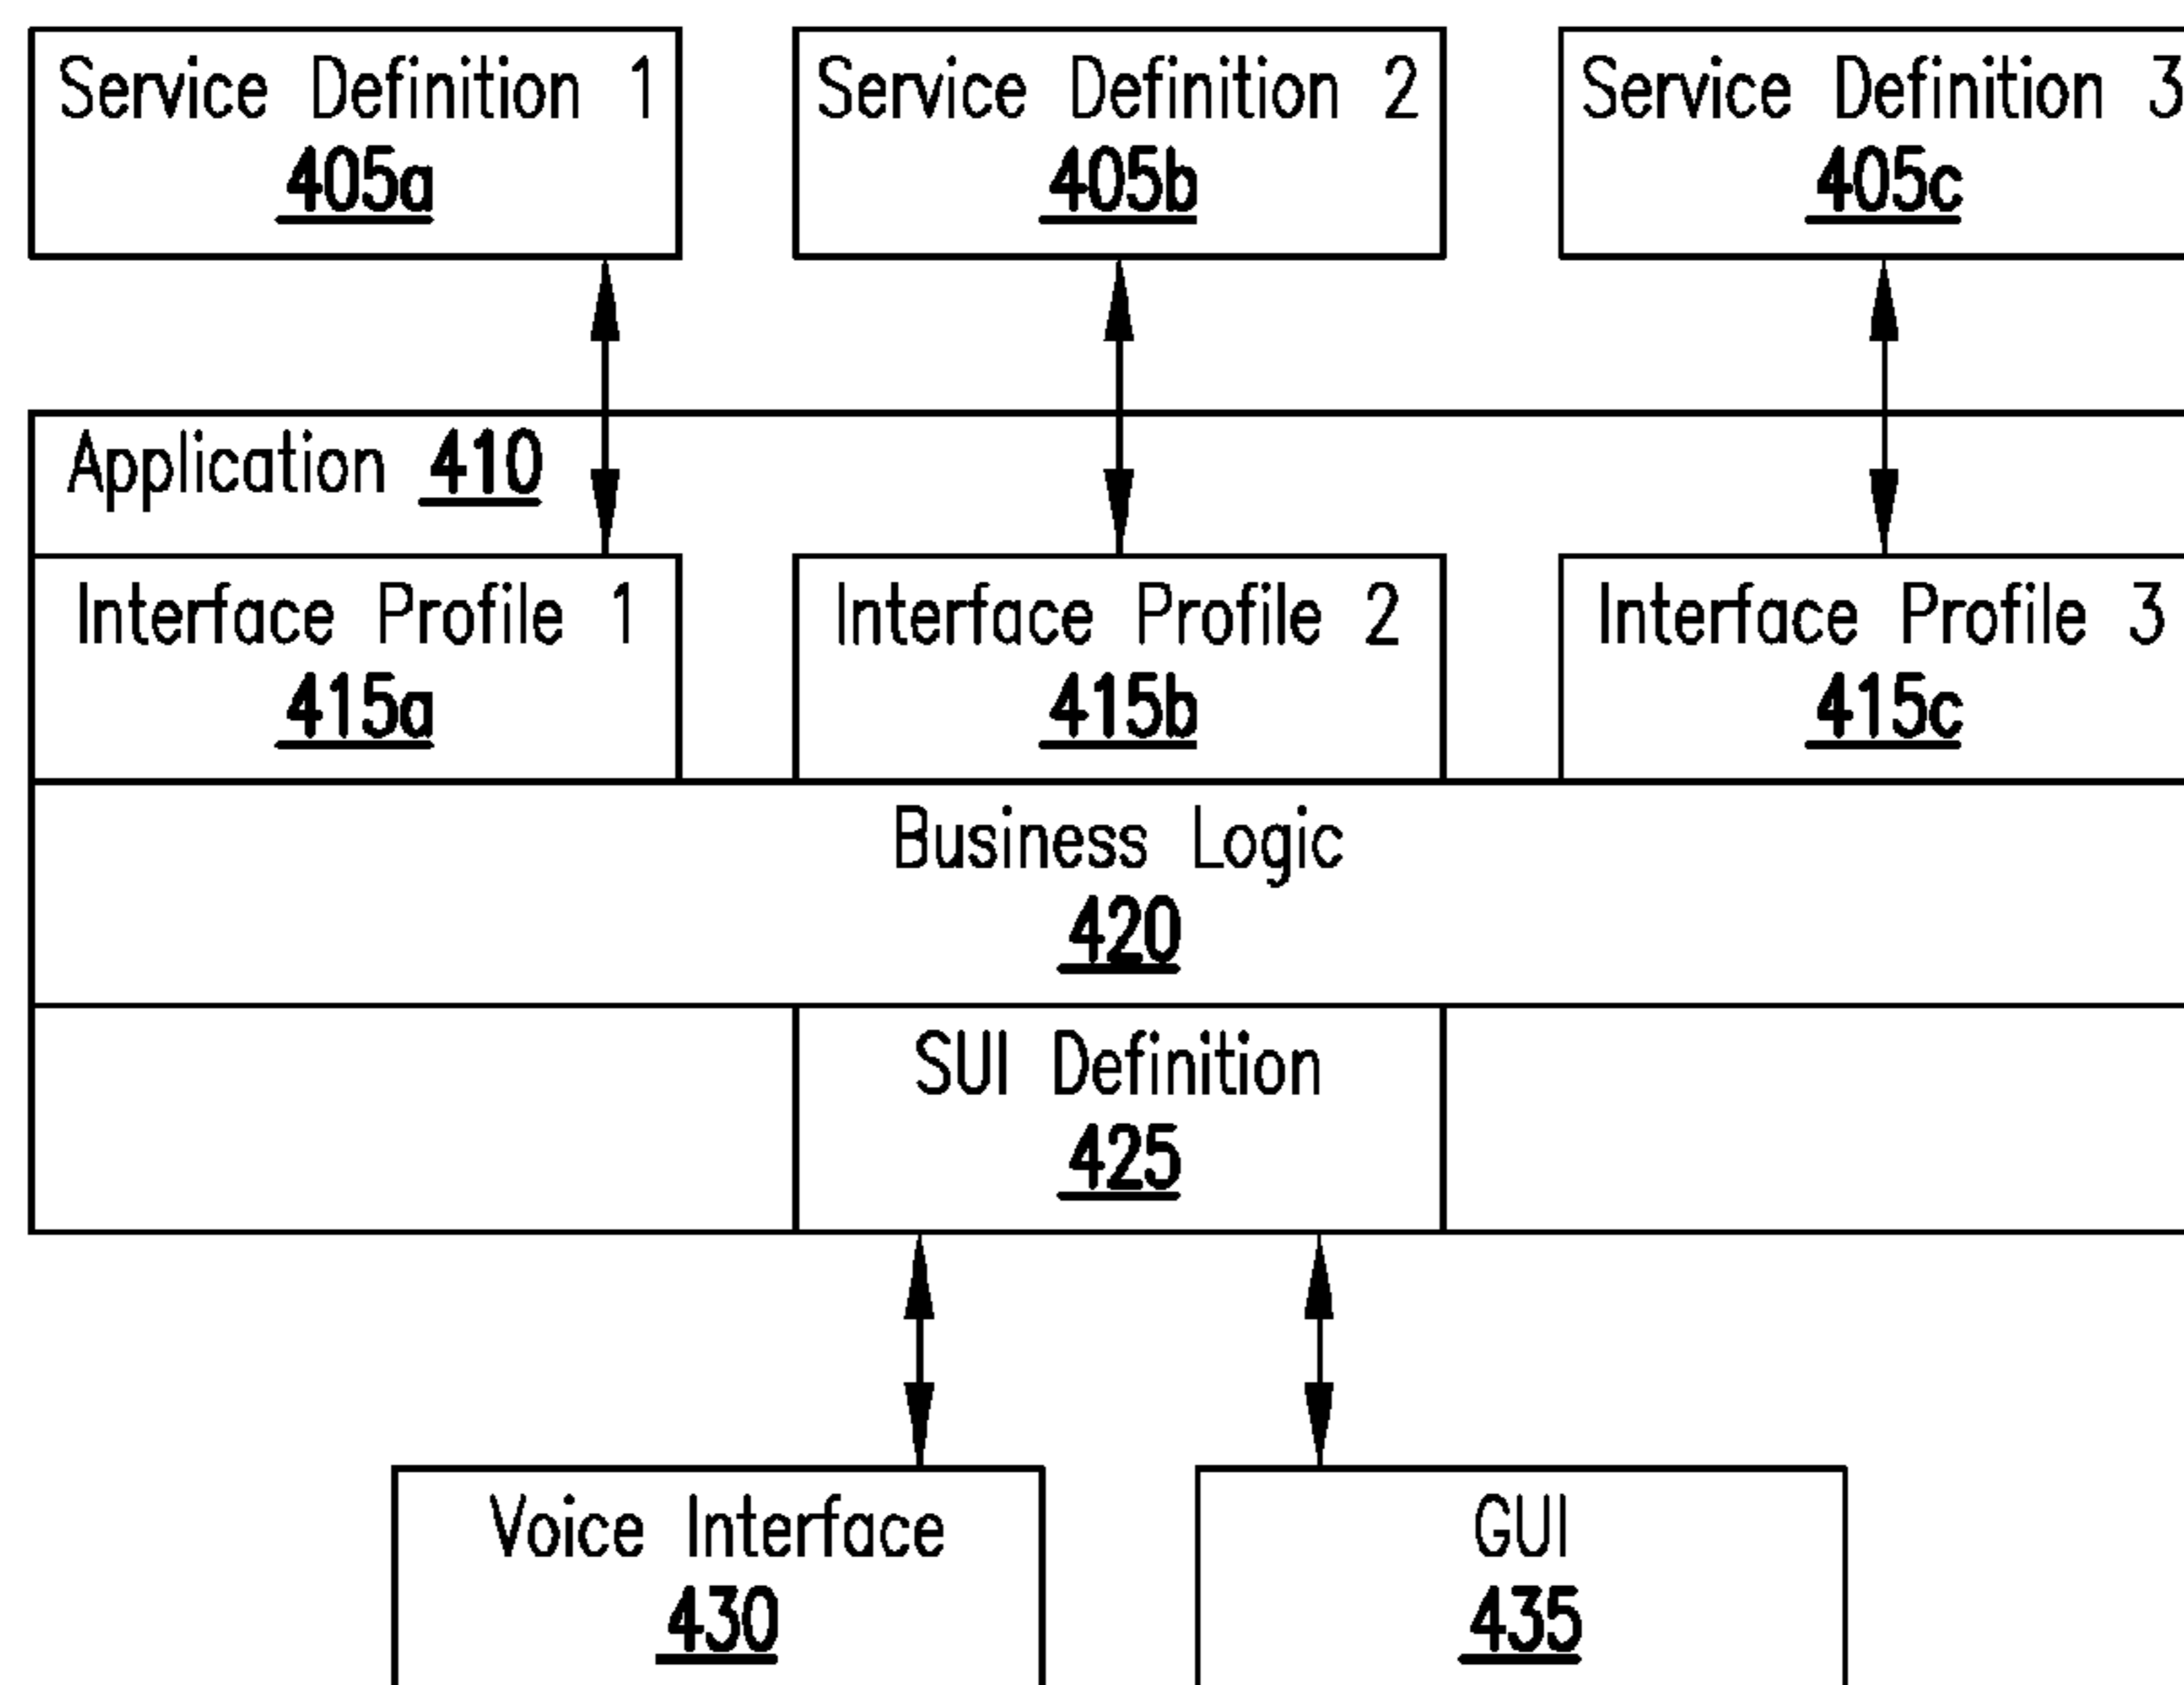 Service Definition 1
405a
Service Definition 2
405b
Service Definition 3
405c
Application 410
Interface Profile 1
415a
Interface Profile 2
415b
Interface Profile 3
415c
Business Logic
420
SUI Definition
425
Voice Interface
430
GUI
435